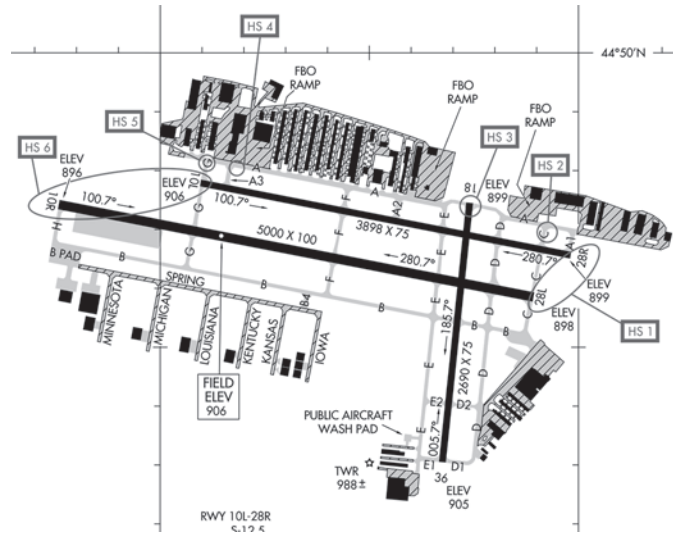 HS 4
44°50'N
FBO
RAMP
FBO
RAMP
HS 5
HS 3
FBO
RAMP
HS 6
ELEV
896
G
HS 2
ELEV
906
A3
18
ELEV
899
10R
100.7°
10L
100.7°
A
A2
E
A
C
A1
H
G
F
3898 X 75
D
28R
5000 X 100
280.7°
280.7°
C
B PAD
B
F
E
28L
ELEV
899
SPRING
B
B4
B
185.7°
D
B
C
ELEV
898
HS 1
MINNESOTA
MICHIGAN
LOUISIANA
KENTUCKY
KANSAS
IOWA
E
2690 X 75
D
FIELD
ELEV
906
E2
D2
PUBLIC AIRCRAFT
WASH PAD
E
005.7°
D
TWR
988±
E1
D1
36
ELEV
905
RWY 10L-28R
S-12.5